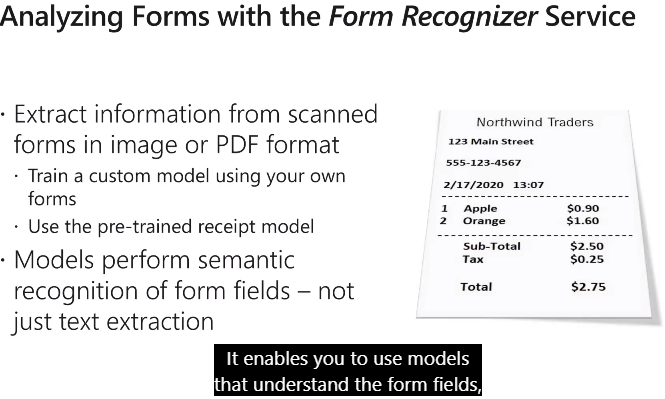 Analyzing Forms with the Form Recognizer Service
· Extract information from scanned
forms in image or PDF format
· Train a custom model using your own
forms
· Use the pre-trained receipt model
· Models perform semantic
recognition of form fields – not
just text extraction
Northwind Traders
123 Main Street
555-123-4567
2/17/2020 13:07
1 Apple $0.90
2 Orange $1.60
Sub-Total $2.50
Tax $0.25
Total $2.75
It enables you to use models
that understand the form fields,